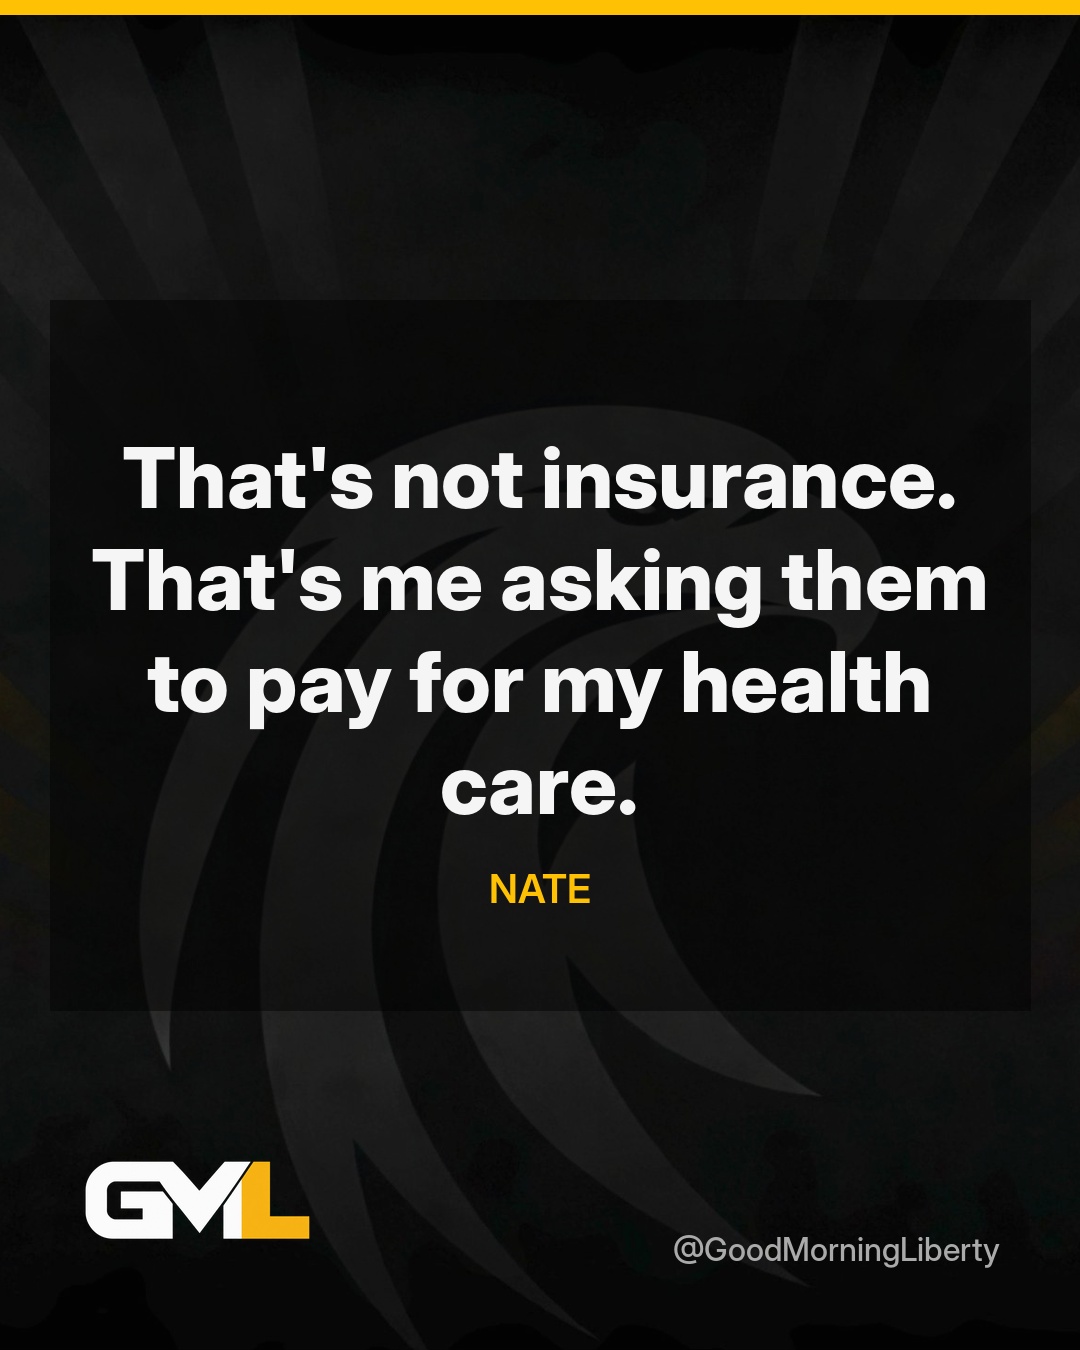 That's not insurance.
That's me asking them
to pay for my health
care.
NATE
GML
@GoodMorningLiberty